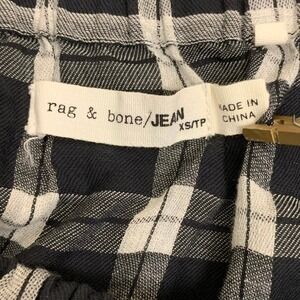 rag & bone/JEAN
XS/TP
MADE IN
CHINA